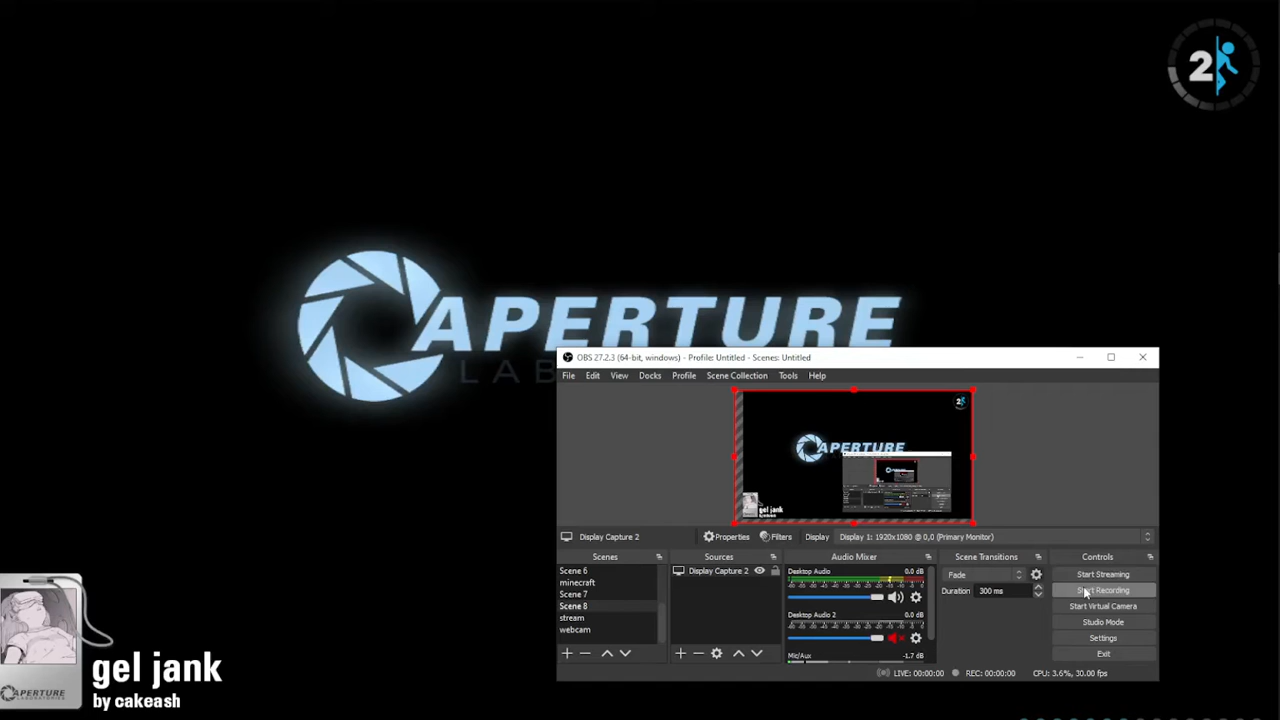 2
APERTURE
LAB
OBS 27.2.3 (64-bit, windows) - Profile: Untitled - Scenes: Untitled
File Edit View Docks Profile Scene Collection Tools Help
2
APERTURE
gel jank
Display Capture 2 Properties Filters Display Display 1: 1920x1080 @ 0,0 (Primary Monitor)
Scenes Sources Audio Mixer Scene Transitions Controls
Scene 6
minecraft
Scene 7
Scene 8
stream
webcam
Display Capture 2
Desktop Audio 0.0 dB
Desktop Audio 2 0.0 dB
Mic/Aux -1.7 dB
Fade
Duration 300 ms
Start Streaming
Start Recording
Start Virtual Camera
Studio Mode
Settings
Exit
LIVE: 00:00:00 REC: 00:00:00 CPU: 3.6%, 30.00 fps
APERTURE
gel jank
by cakeash